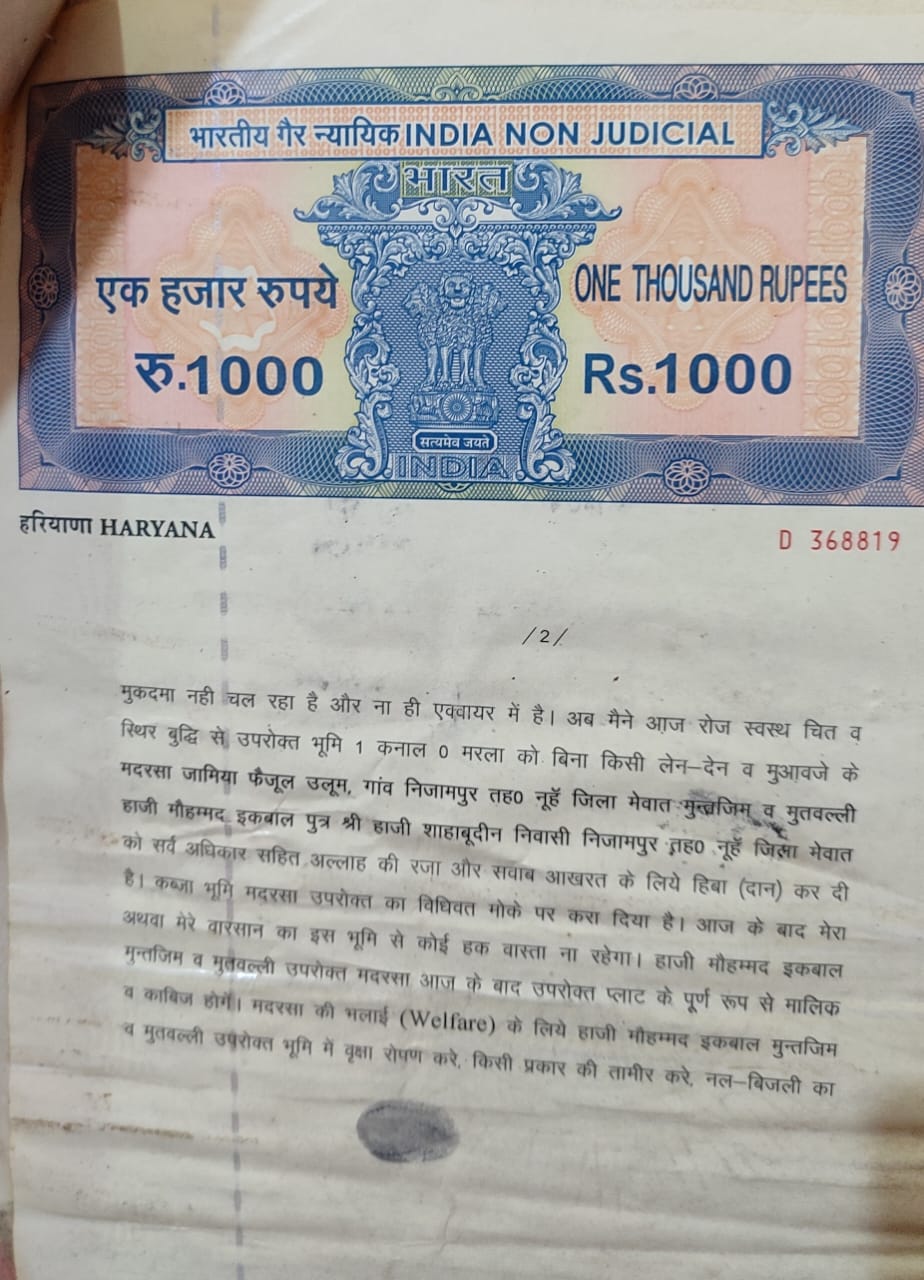 भारतीय गैर न्यायिक INDIA NON JUDICIAL
भारत
एक हजार रुपये
ONE THOUSAND RUPEES
रु.1000
Rs.1000
सत्यमेव जयते
INDIA
हरियाणा HARYANA
D 368819
/2/
मुकदमा नही चल रहा है और ना ही एक्वायर में है। अब मैने आज रोज स्वस्थ चित व
स्थिर बुद्धि से उपरोक्त भूमि 1 कनाल 0 मरला को बिना किसी लेन-देन व मुआवजे के
मदरसा जामिया फैजूल उलूम, गांव निजामपुर तह0 नूहॅ जिला मेवात मुन्तजिम व मुतवल्ली
हाजी मौहम्मद इकबाल पुत्र श्री हाजी शाहाबूदीन निवासी निजामपुर तह0 नूहॅ जिला मेवात
को सर्व अधिकार सहित अल्लाह की रजा और सवाब आखरत के लिये हिबा (दान) कर दी
है। कब्जा भूमि मदरसा उपरोक्त का विधिवत मोके पर करा दिया है। आज के बाद मेरा
अथवा मेरे वारसान का इस भूमि से कोई हक वास्ता ना रहेगा। हाजी मौहम्मद इकबाल
मुन्तजिम व मुतवल्ली उपरोक्त मदरसा आज के बाद उपरोक्त प्लाट के पूर्ण रूप से मालिक
व काबिज होगें। मदरसा की भलाई (Welfare) के लिये हाजी मौहम्मद इकबाल मुन्तजिम
व मुतवल्ली उपरोक्त भूमि में वृक्षा रोपण करे, किसी प्रकार की तामीर करे, नल-बिजली का